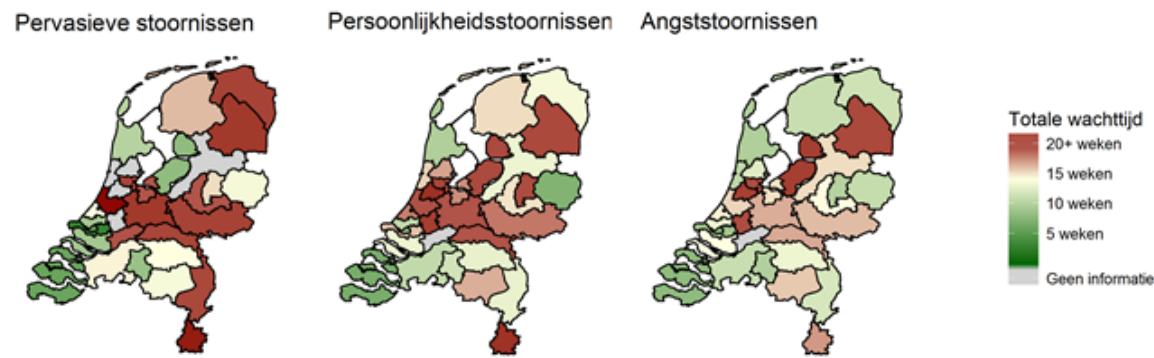 Pervasieve stoornissen
Persoonlijkheidsstoornissen
Angststoornissen
Totale wachttijd
20+ weken
15 weken
10 weken
5 weken
Geen informatie